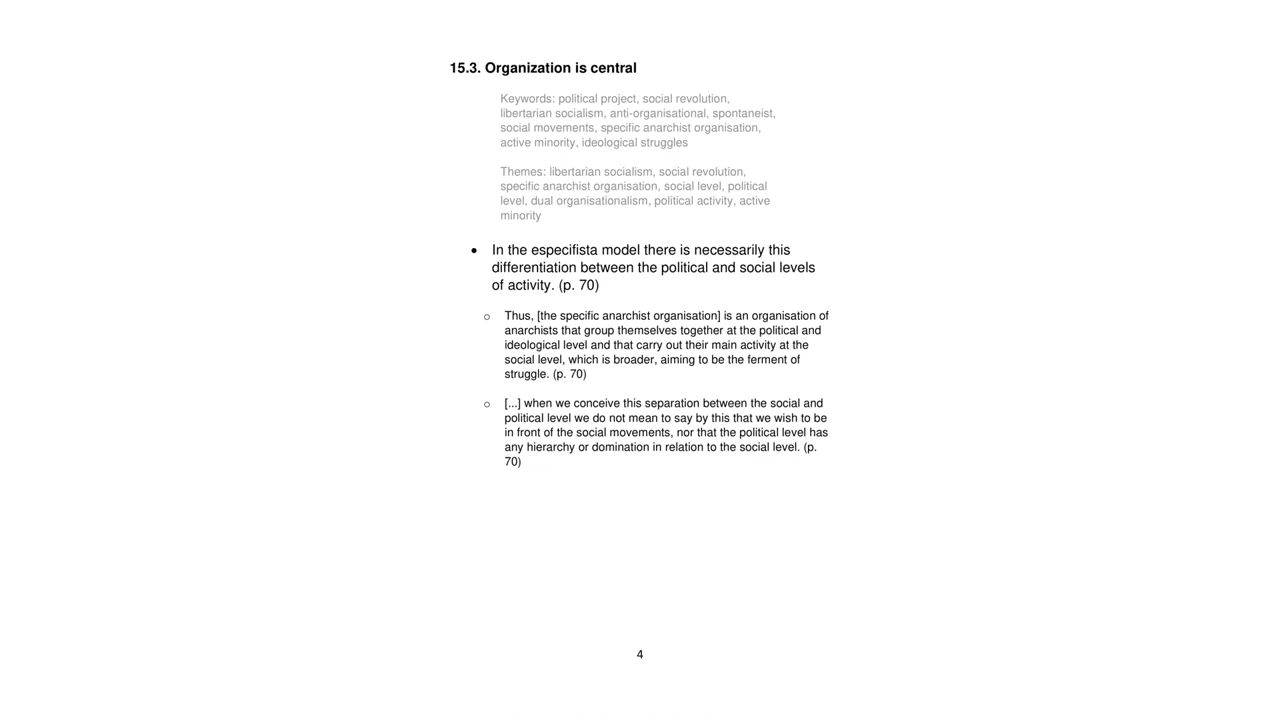 15.3. Organization is central
Keywords: political project, social revolution,
libertarian socialism, anti-organisational, spontaneist,
social movements, specific anarchist organisation,
active minority, ideological struggles
Themes: libertarian socialism, social revolution,
specific anarchist organisation, social level, political
level, dual organisationalism, political activity, active
minority
• In the especifista model there is necessarily this
differentiation between the political and social levels
of activity. (p. 70)
o Thus, [the specific anarchist organisation] is an organisation of
anarchists that group themselves together at the political and
ideological level and that carry out their main activity at the
social level, which is broader, aiming to be the ferment of
struggle. (p. 70)
o [...] when we conceive this separation between the social and
political level we do not mean to say by this that we wish to be
in front of the social movements, nor that the political level has
any hierarchy or domination in relation to the social level. (p.
70)
4